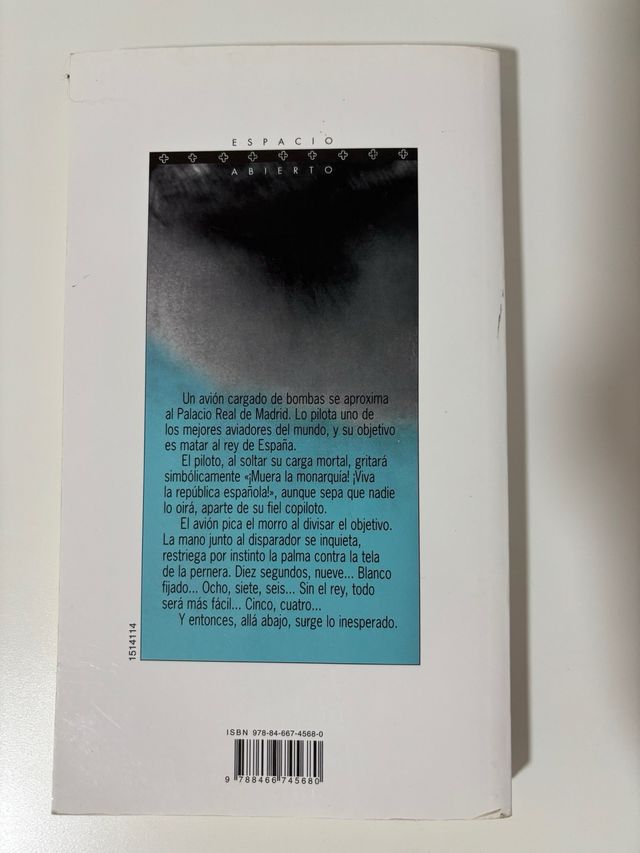 ESPACIO
ABIERTO
Un avión cargado de bombas se aproxima
al Palacio Real de Madrid. Lo pilota uno de
los mejores aviadores del mundo, y su objetivo
es matar al rey de España.
El piloto, al soltar su carga mortal, gritará
simbólicamente «¡Muera la monarquía! ¡Viva
la república española!», aunque sepa que nadie
lo oirá, aparte de su fiel copiloto.
El avión pica el morro al divisar el objetivo.
La mano junto al disparador se inquieta,
restriega por instinto la palma contra la tela
de la pernera. Diez segundos, nueve... Blanco
fijado... Ocho, siete, seis... Sin el rey, todo
será más fácil... Cinco, cuatro...
Y entonces, allá abajo, surge lo inesperado.
1514114
ISBN 978-84-667-4568-0
9 788466 745680